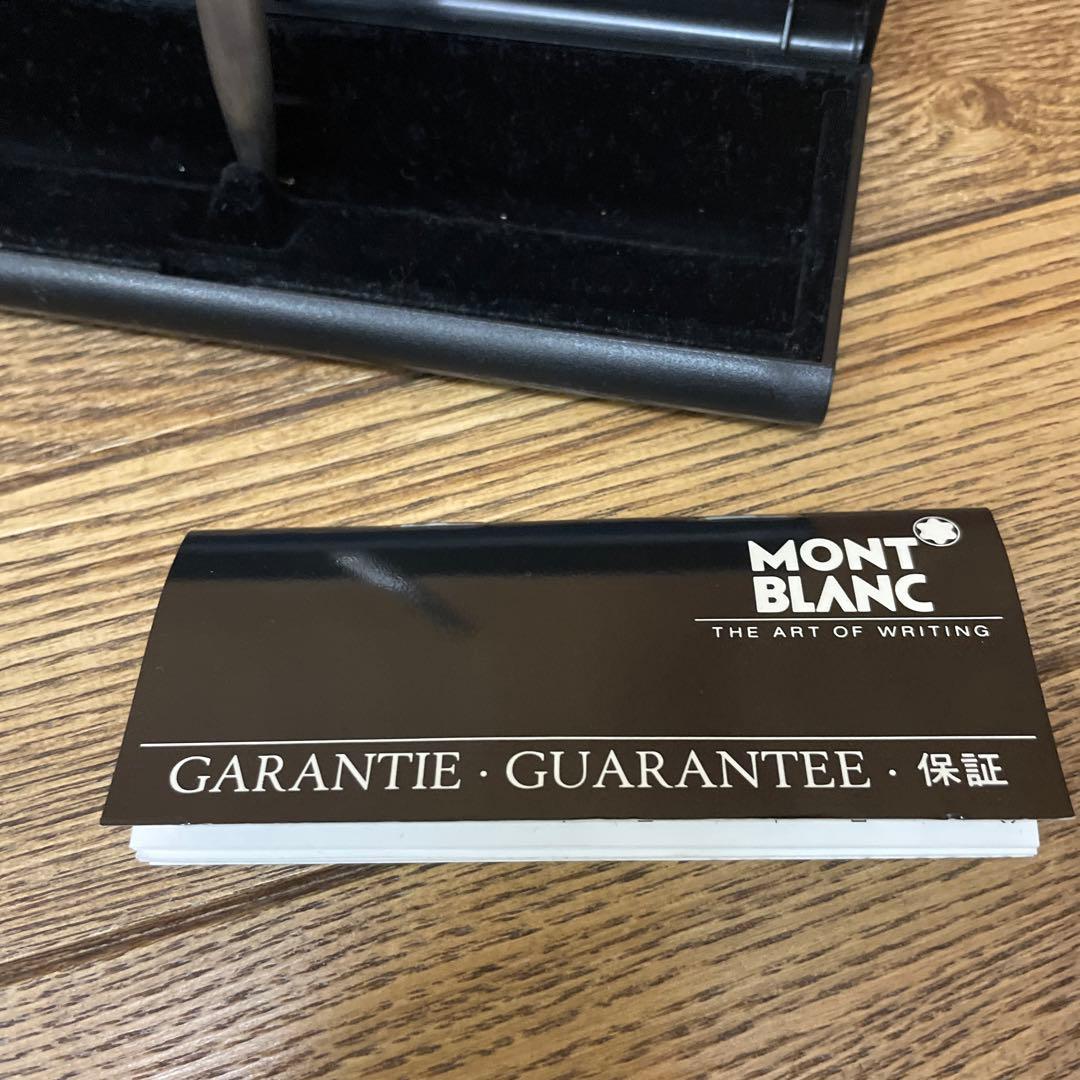 MONT
BLANC
THE ART OF WRITING
GARANTIE · GUARANTEE · 保証